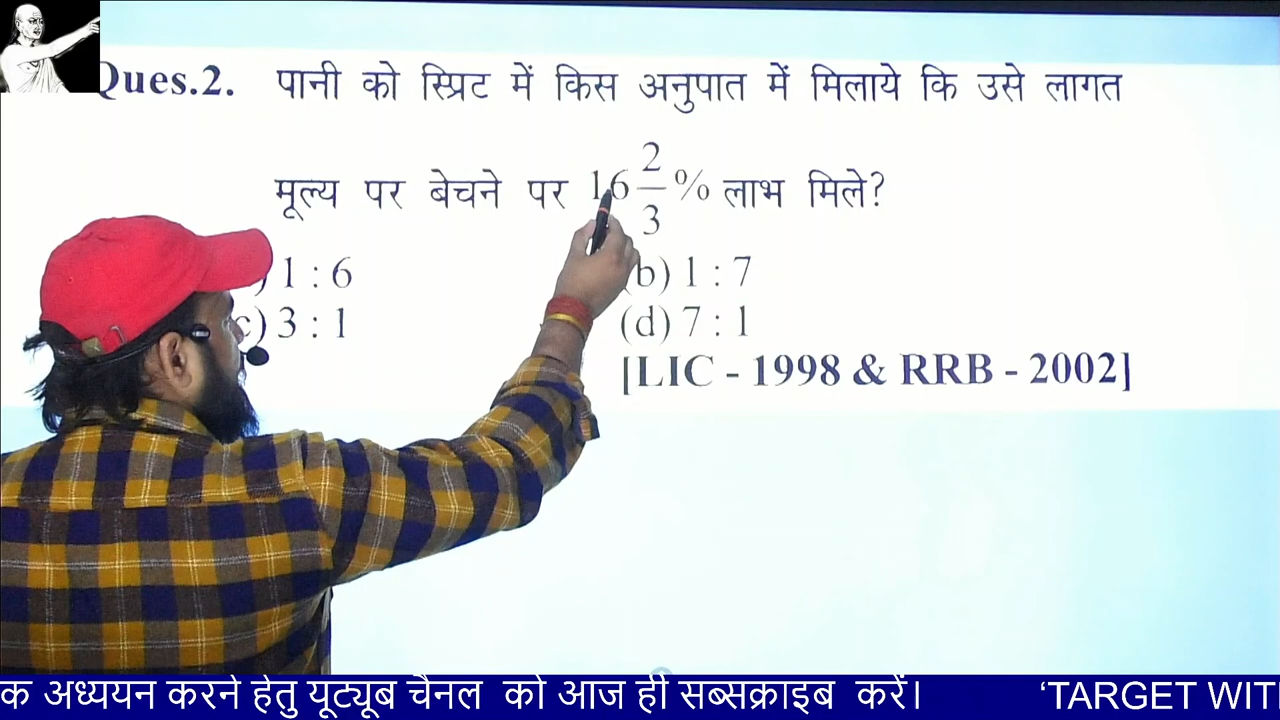 Ques.2. पानी को स्प्रिट में किस अनुपात में मिलाये कि उसे लागत
मूल्य पर बेचने पर 16 2/3 % लाभ मिले?
) 1 : 6
(b) 1 : 7
c) 3 : 1
(d) 7 : 1
[LIC - 1998 & RRB - 2002]
क अध्ययन करने हेतु यूट्यूब चैनल को आज ही सब्सक्राइब करें। ‘TARGET WIT